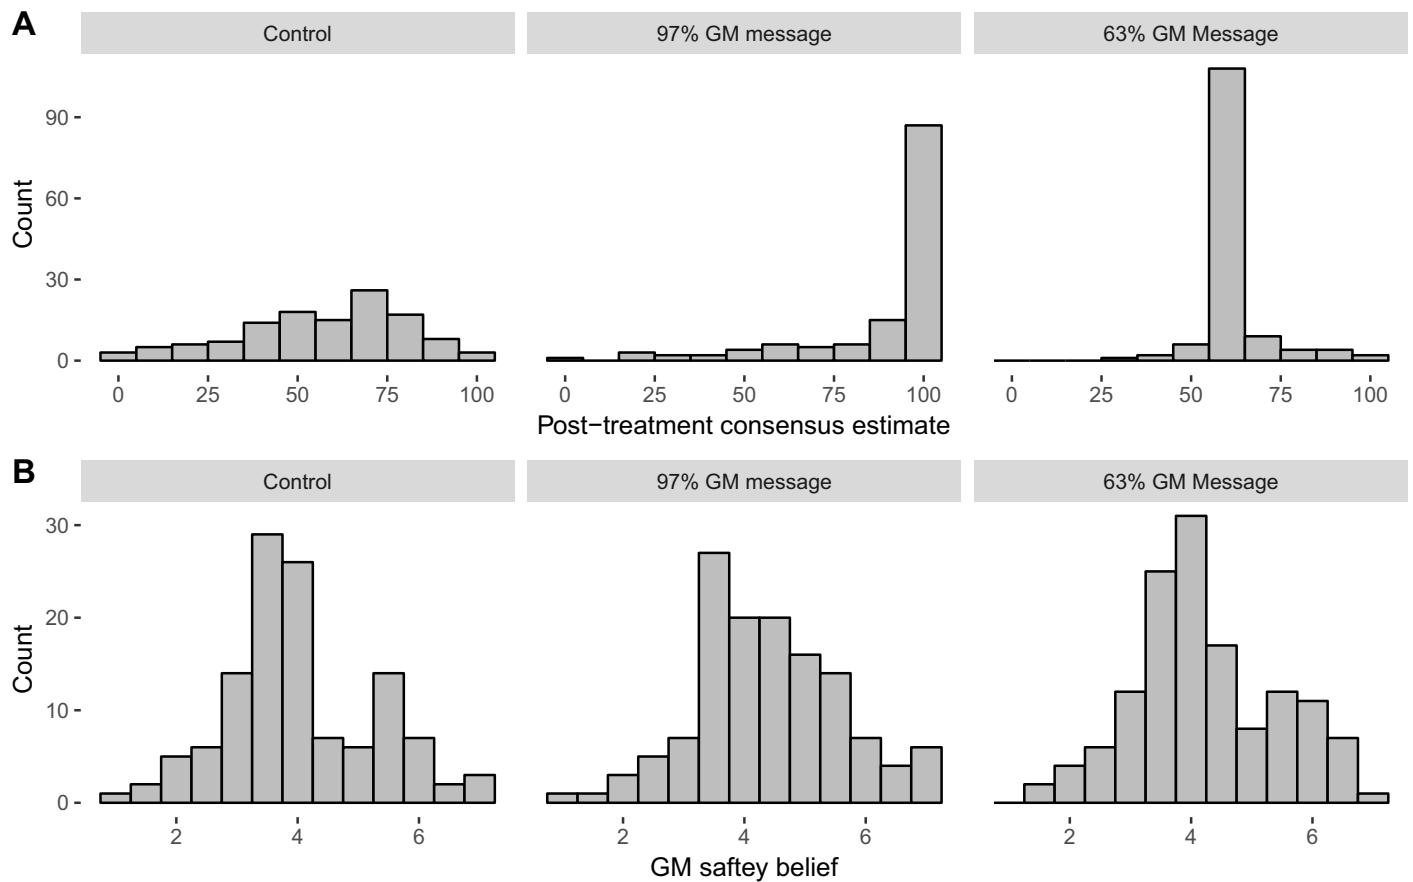 A
Control
97% GM message
63% GM Message
Count
90
60
30
0
0 25 50 75 100
0 25 50 75 100
0 25 50 75 100
Post−treatment consensus estimate
B
Control
97% GM message
63% GM Message
Count
30
20
10
0
2 4 6
2 4 6
2 4 6
GM saftey belief